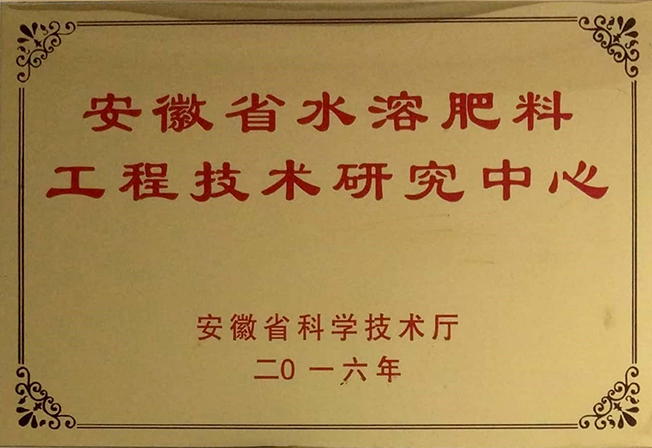 安徽省水溶肥料
工程技术研究中心
安徽省科学技术厅
二0一六年